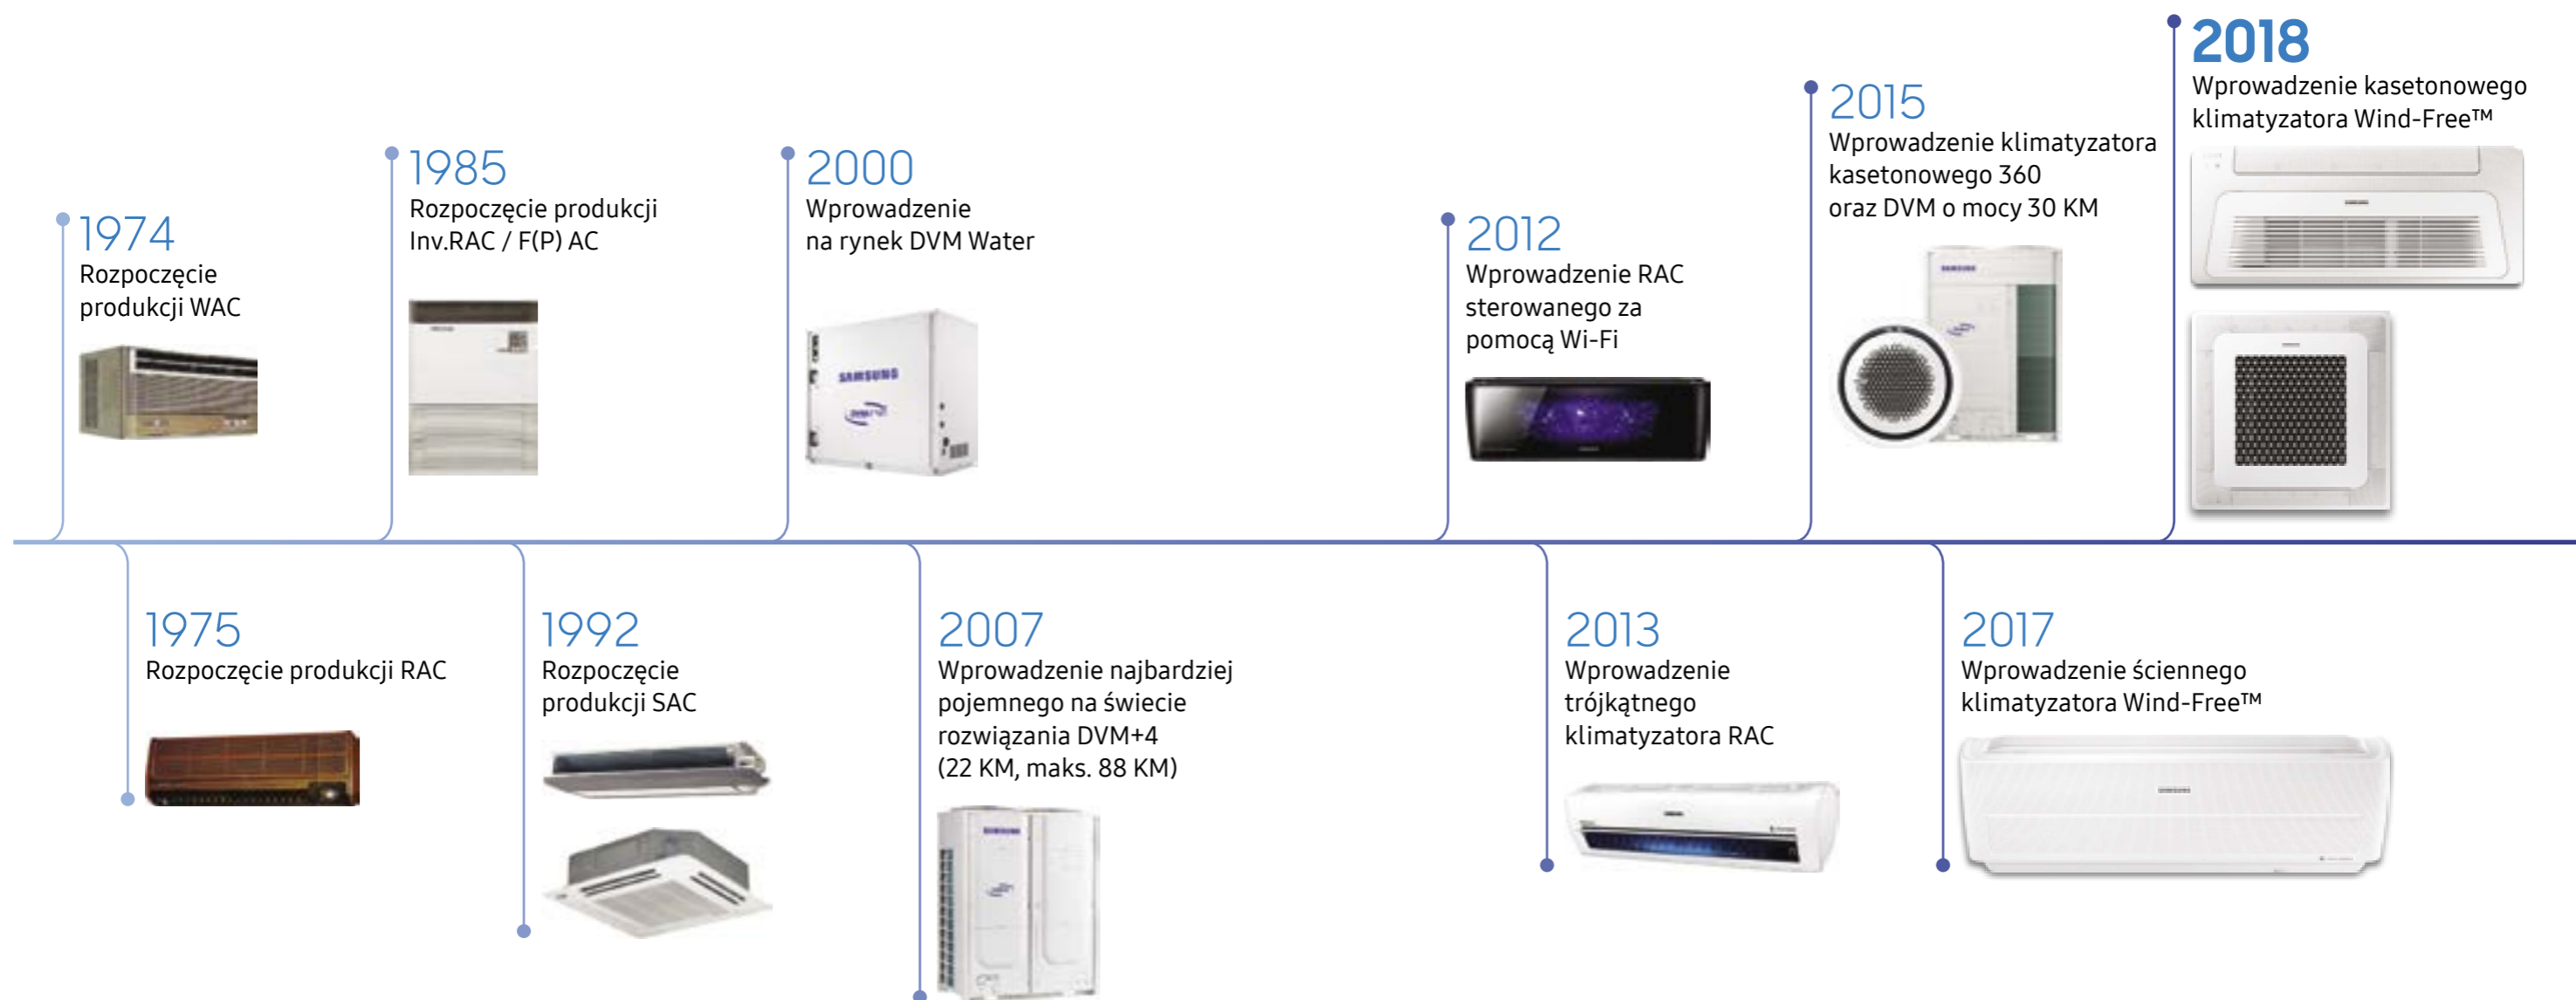 1974
Rozpoczęcie
produkcji WAC
1975
Rozpoczęcie produkcji RAC
1985
Rozpoczęcie produkcji
Inv.RAC / F(P) AC
1992
Rozpoczęcie
produkcji SAC
2000
Wprowadzenie
na rynek DVM Water
SAMSUNG
2007
Wprowadzenie najbardziej
pojemnego na świecie
rozwiązania DVM+4
(22 KM, maks. 88 KM)
SAMSUNG
2012
Wprowadzenie RAC
sterowanego za
pomocą Wi-Fi
2013
Wprowadzenie
trójkątnego
klimatyzatora RAC
2015
Wprowadzenie klimatyzatora
kasetonowego 360
oraz DVM o mocy 30 KM
SAMSUNG
2017
Wprowadzenie ściennego
klimatyzatora Wind-Free™
SAMSUNG
2018
Wprowadzenie kasetonowego
klimatyzatora Wind-Free™